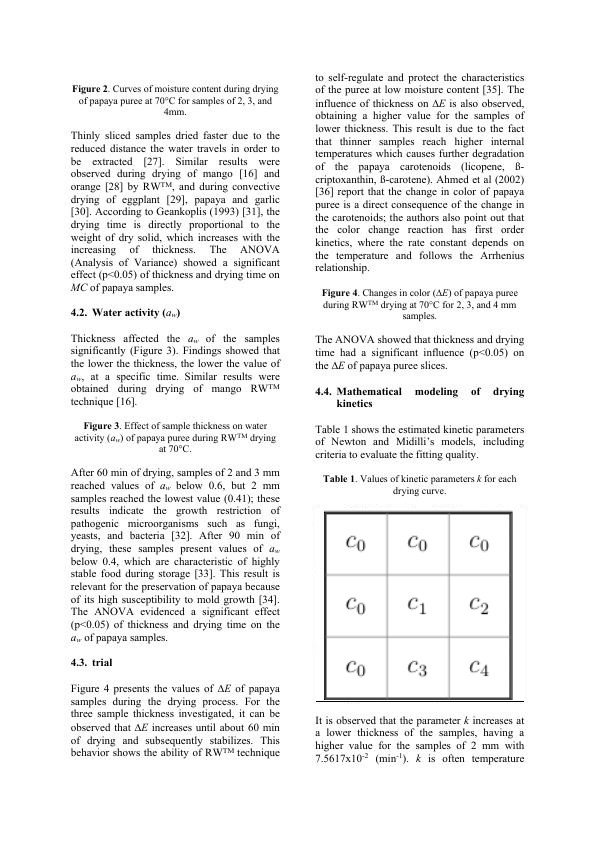 Figure 2. Curves of moisture content during drying
of papaya puree at 70°C for samples of 2, 3, and
4mm.
Thinly sliced samples dried faster due to the
reduced distance the water travels in order to
be extracted [27]. Similar results were
observed during drying of mango [16] and
orange [28] by RW™, and during convective
drying of eggplant [29], papaya and garlic
[30]. According to Geankoplis (1993) [31], the
drying time is directly proportional to the
weight of dry solid, which increases with the
increasing of thickness. The ANOVA
(Analysis of Variance) showed a significant
effect (p<0.05) of thickness and drying time on
MC of papaya samples.
4.2. Water activity (aw)
Thickness affected the aw of the samples
significantly (Figure 3). Findings showed that
the lower the thickness, the lower the value of
aw, at a specific time. Similar results were
obtained during drying of mango RW™
technique [16].
Figure 3. Effect of sample thickness on water
activity (aw) of papaya puree during RW™ drying
at 70°C.
After 60 min of drying, samples of 2 and 3 mm
reached values of aw below 0.6, but 2 mm
samples reached the lowest value (0.41); these
results indicate the growth restriction of
pathogenic microorganisms such as fungi,
yeasts, and bacteria [32]. After 90 min of
drying, these samples present values of aw
below 0.4, which are characteristic of highly
stable food during storage [33]. This result is
relevant for the preservation of papaya because
of its high susceptibility to mold growth [34].
The ANOVA evidenced a significant effect
(p<0.05) of thickness and drying time on the
aw of papaya samples.
4.3. trial
Figure 4 presents the values of ΔE of papaya
samples during the drying process. For the
three sample thickness investigated, it can be
observed that ΔE increases until about 60 min
of drying and subsequently stabilizes. This
behavior shows the ability of RW™ technique
to self-regulate and protect the characteristics
of the puree at low moisture content [35]. The
influence of thickness on ΔE is also observed,
obtaining a higher value for the samples of
lower thickness. This result is due to the fact
that thinner samples reach higher internal
temperatures which causes further degradation
of the papaya carotenoids (licopene, ß-
criptoxanthin, ß-carotene). Ahmed et al (2002)
[36] report that the change in color of papaya
puree is a direct consequence of the change in
the carotenoids; the authors also point out that
the color change reaction has first order
kinetics, where the rate constant depends on
the temperature and follows the Arrhenius
relationship.
Figure 4. Changes in color (ΔE) of papaya puree
during RW™ drying at 70°C for 2, 3, and 4 mm
samples.
The ANOVA showed that thickness and drying
time had a significant influence (p<0.05) on
the ΔE of papaya puree slices.
4.4. Mathematical modeling of drying
kinetics
Table 1 shows the estimated kinetic parameters
of Newton and Midilli's models, including
criteria to evaluate the fitting quality.
Table 1. Values of kinetic parameters k for each
drying curve.
c0 c0 c0
c0 c1 c2
c0 c3 c4
It is observed that the parameter k increases at
a lower thickness of the samples, having a
higher value for the samples of 2 mm with
7.5617x10-2 (min-1). k is often temperature